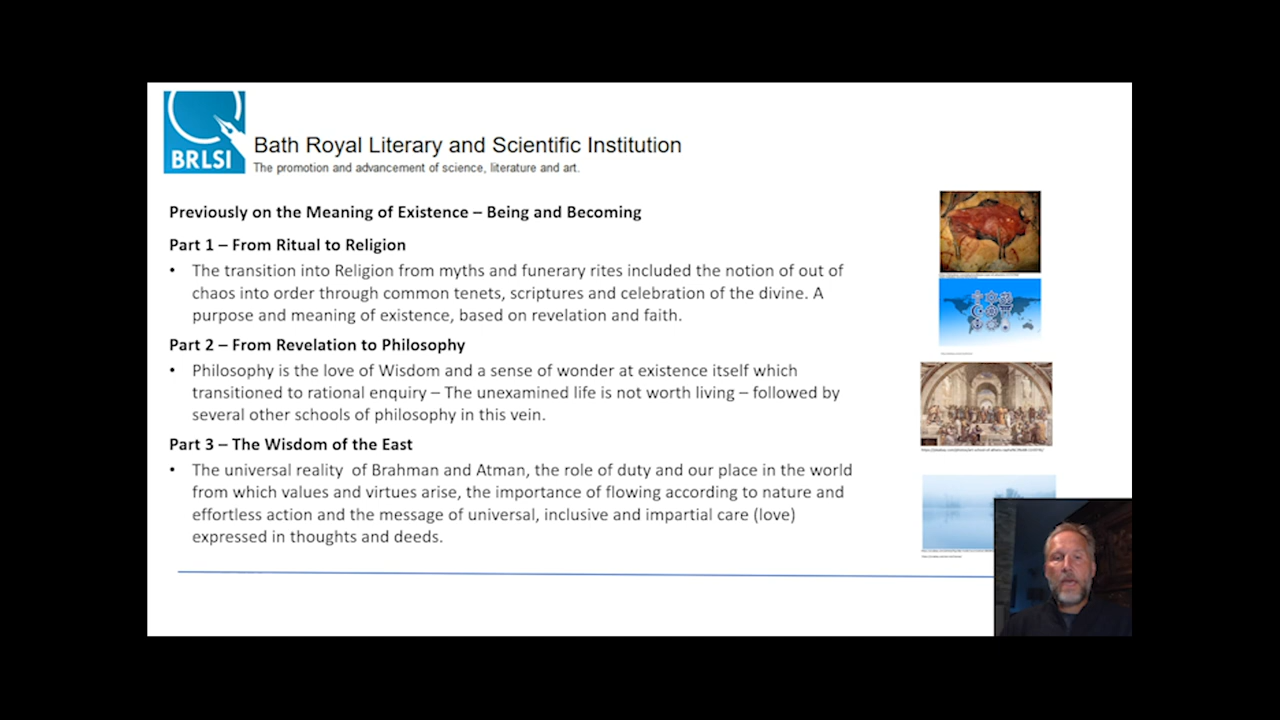 BRLSI
Bath Royal Literary and Scientific Institution
The promotion and advancement of science, literature and art.
Previously on the Meaning of Existence – Being and Becoming
Part 1 – From Ritual to Religion
• The transition into Religion from myths and funerary rites included the notion of out of
chaos into order through common tenets, scriptures and celebration of the divine. A
purpose and meaning of existence, based on revelation and faith.
Part 2 – From Revelation to Philosophy
• Philosophy is the love of Wisdom and a sense of wonder at existence itself which
transitioned to rational enquiry – The unexamined life is not worth living – followed by
several other schools of philosophy in this vein.
Part 3 – The Wisdom of the East
• The universal reality  of Brahman and Atman, the role of duty and our place in the world
from which values and virtues arise, the importance of flowing according to nature and
effortless action and the message of universal, inclusive and impartial care (love)
expressed in thoughts and deeds.